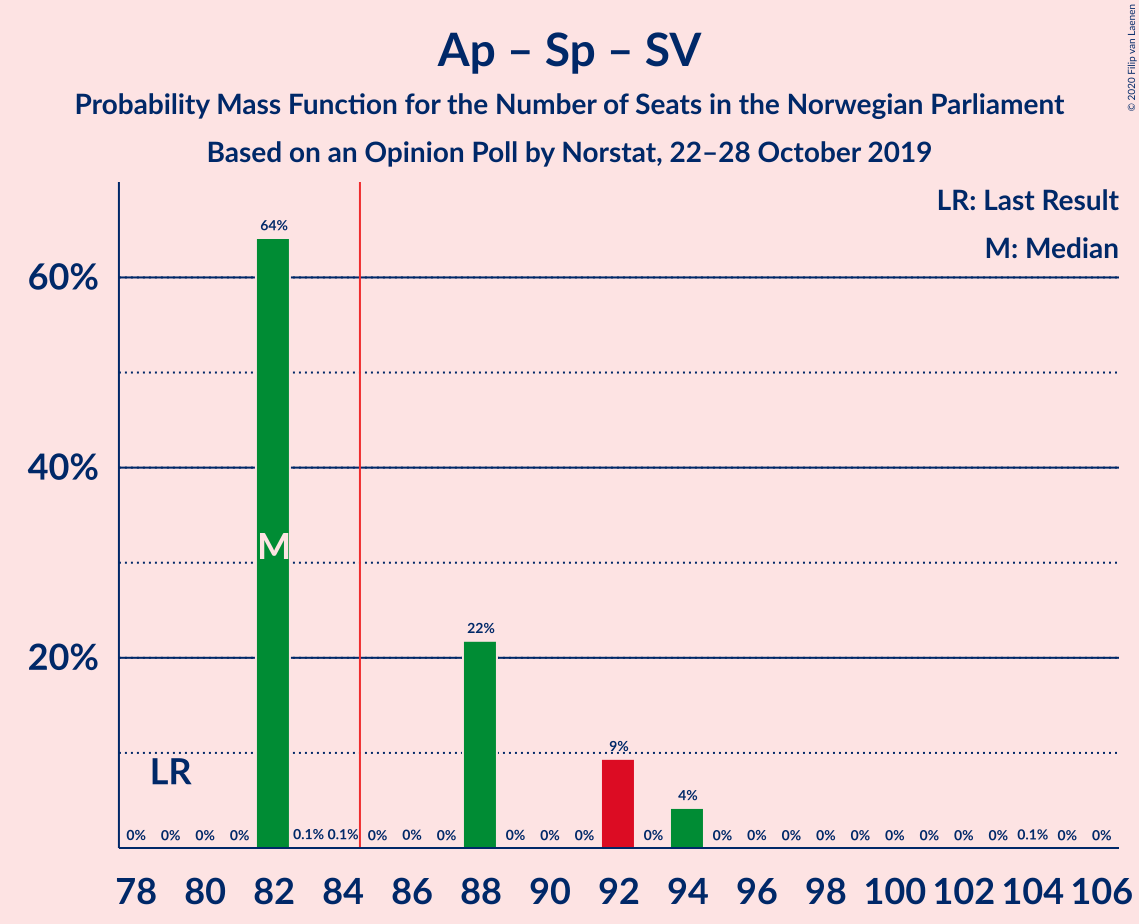 Ap – Sp – SV
Probability Mass Function for the Number of Seats in the Norwegian Parliament
Based on an Opinion Poll by Norstat, 22–28 October 2019
© 2020 Filip van Laenen
LR: Last Result
M: Median
60%
40%
20%
64%
22%
9%
4%
M
LR
0% 0% 0% 0% 0.1% 0.1% 0% 0% 0% 0% 0% 0% 0% 0% 0% 0% 0% 0% 0% 0% 0% 0% 0% 0.1% 0% 0%
78 80 82 84 86 88 90 92 94 96 98 100 102 104 106